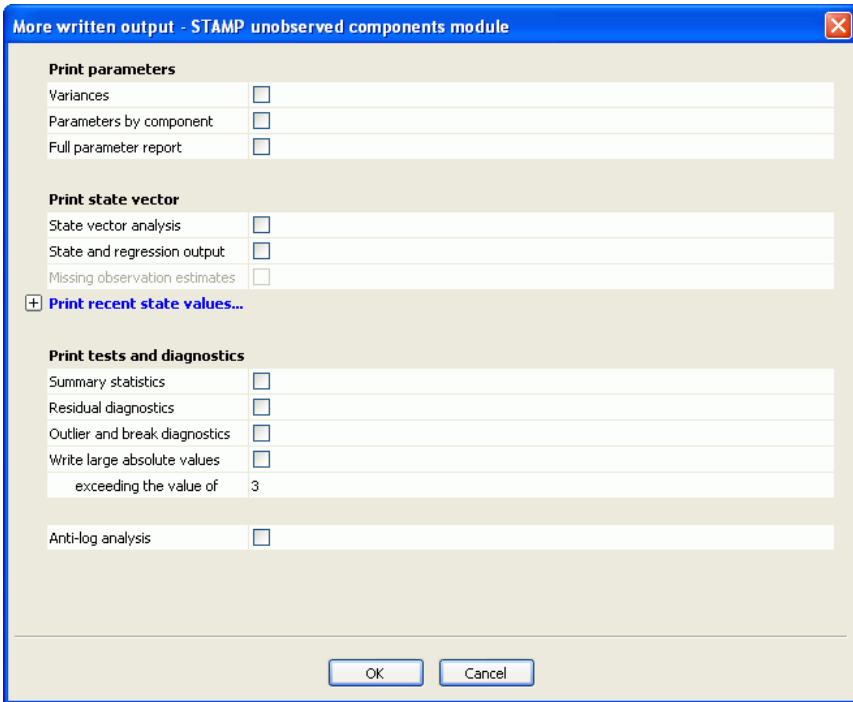 More written output - STAMP unobserved components module
Print parameters
Variances
Parameters by component
Full parameter report
Print state vector
State vector analysis
State and regression output
Missing observation estimates
Print recent state values...
Print tests and diagnostics
Summary statistics
Residual diagnostics
Outlier and break diagnostics
Write large absolute values
exceeding the value of 3
Anti-log analysis
OK Cancel